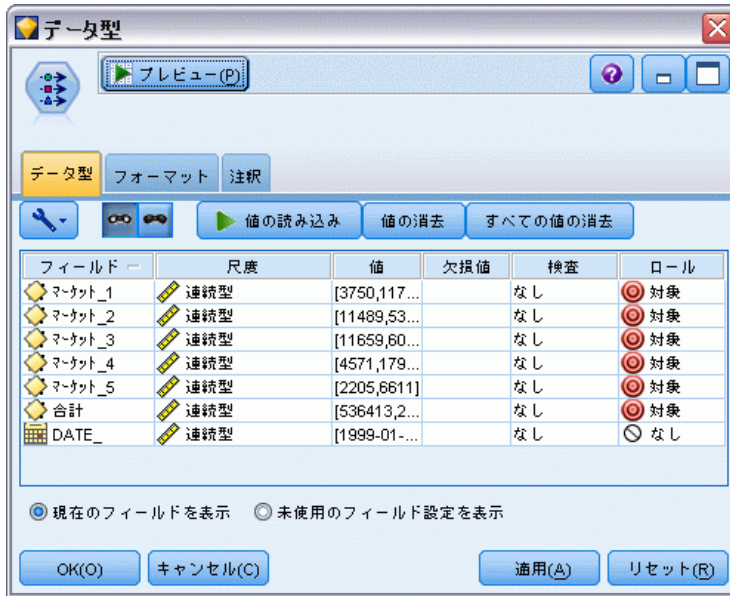 データ型
プレビュー(P)
データ型 フォーマット 注釈
値の読み込み 値の消去 すべての値の消去
フィールド 尺度 値 欠損値 検査 ロール
マーケット_1 連続型 [3750,117... なし 対象
マーケット_2 連続型 [11489,53... なし 対象
マーケット_3 連続型 [11659,60... なし 対象
マーケット_4 連続型 [4571,179... なし 対象
マーケット_5 連続型 [2205,6611] なし 対象
合計 連続型 [536413,2... なし 対象
DATE_ 連続型 [1999-01-... なし なし
現在のフィールドを表示 未使用のフィールド設定を表示
OK(O) キャンセル(C) 適用(A) リセット(R)